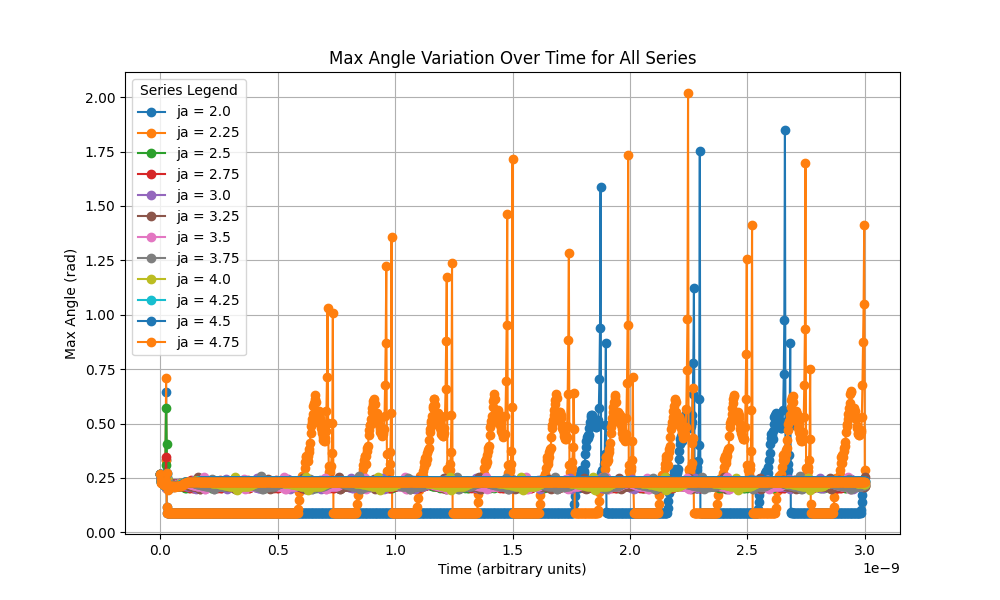 Max Angle Variation Over Time for All Series
Max Angle (rad)
2.00
1.75
1.50
1.25
1.00
0.75
0.50
0.25
0.00
Series Legend
ja = 2.0
ja = 2.25
ja = 2.5
ja = 2.75
ja = 3.0
ja = 3.25
ja = 3.5
ja = 3.75
ja = 4.0
ja = 4.25
ja = 4.5
ja = 4.75
0.0 0.5 1.0 1.5 2.0 2.5 3.0
1e−9
Time (arbitrary units)